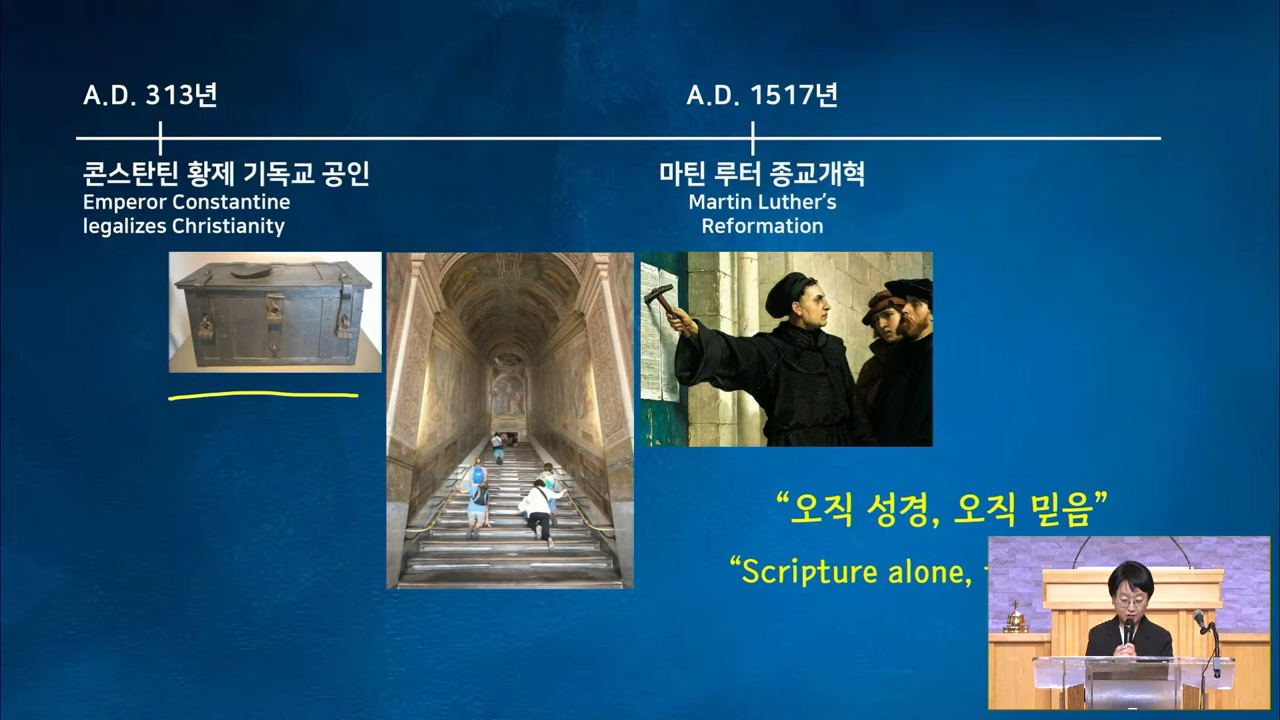 A.D. 313년
A.D. 1517년
콘스탄틴 황제 기독교 공인
Emperor Constantine
legalizes Christianity
마틴 루터 종교개혁
Martin Luther's
Reformation
“오직 성경, 오직 믿음”
“Scripture alone,